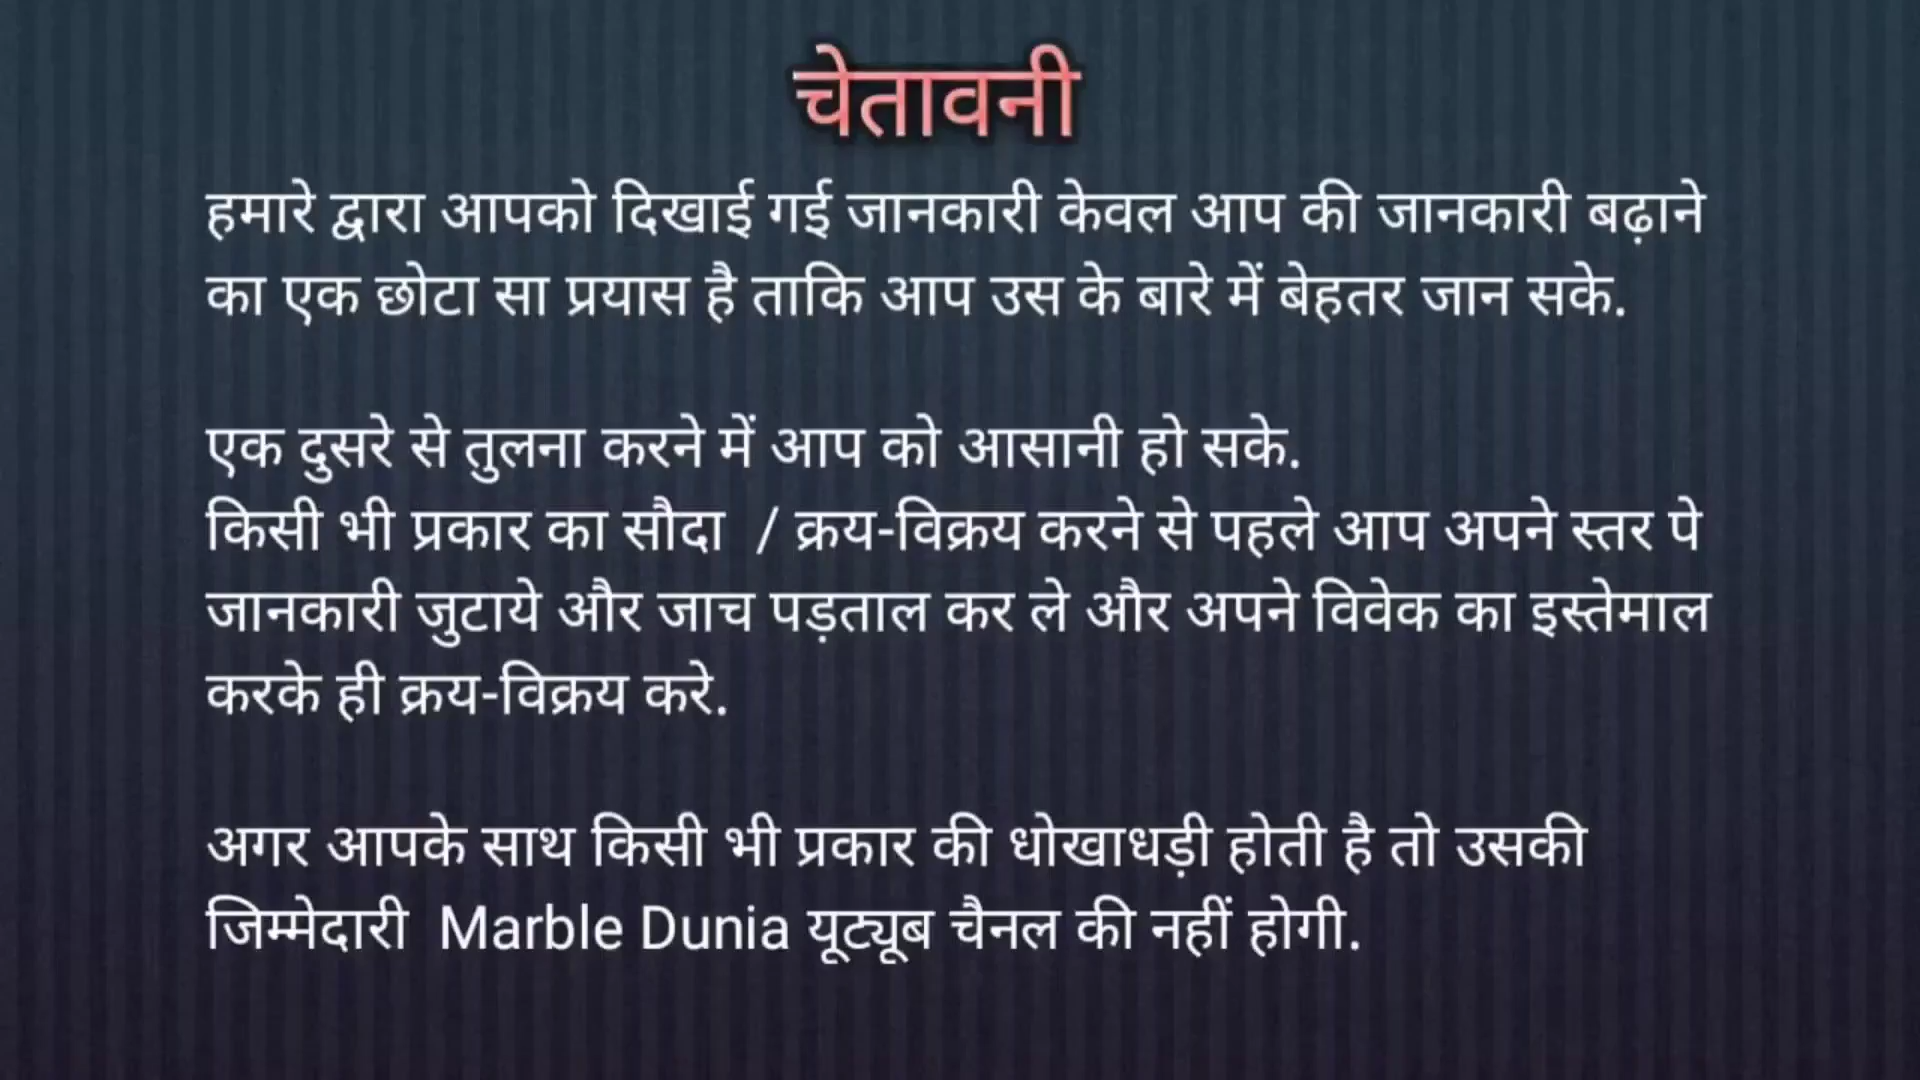 चेतावनी
हमारे द्वारा आपको दिखाई गई जानकारी केवल आप की जानकारी बढ़ाने
का एक छोटा सा प्रयास है ताकि आप उस के बारे में बेहतर जान सके.
एक दुसरे से तुलना करने में आप को आसानी हो सके.
किसी भी प्रकार का सौदा / क्रय-विक्रय करने से पहले आप अपने स्तर पे
जानकारी जुटाये और जाच पड़ताल कर ले और अपने विवेक का इस्तेमाल
करके ही क्रय-विक्रय करे.
अगर आपके साथ किसी भी प्रकार की धोखाधड़ी होती है तो उसकी
जिम्मेदारी Marble Dunia यूट्यूब चैनल की नहीं होगी.